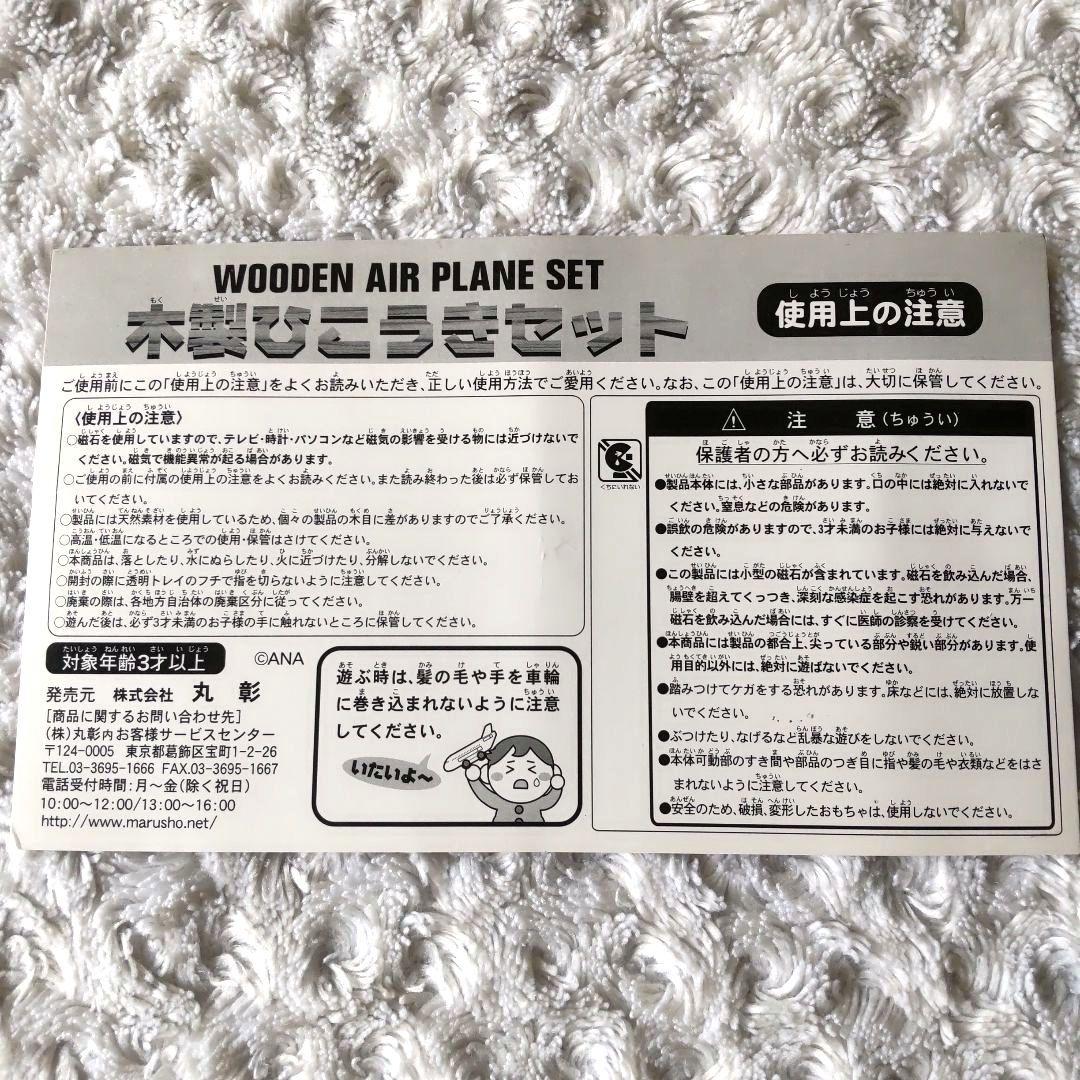 WOODEN AIR PLANE SET
木製ひこうきセット
使用上の注意
ご使用前にこの「使用上の注意」をよくお読みいただき、正しい使用方法でご愛用ください。なお、この「使用上の注意」は、大切に保管してください。
〈使用上の注意〉
○磁石を使用していますので、テレビ・時計・パソコンなど磁気の影響を受ける物には近づけないで
ください。磁気で機能異常が起る場合があります。
○ご使用の前に付属の使用上の注意をよくお読みください。また読み終わった後は必ず保管してお
いてください。
○製品には天然素材を使用しているため、個々の製品の木目に差がありますのでご了承ください。
○高温・低温になるところでの使用・保管はさけてください。
○本商品は、落としたり、水にぬらしたり、火に近づけたり、分解しないでください。
○開封の際に透明トレイのフチで指を切らないように注意してください。
○廃棄の際は、各地方自治体の廃棄区分に従ってください。
○遊んだ後は、必ず3才未満のお子様の手に触れないところに保管してください。
対象年齢3才以上
©ANA
発売元 株式会社 丸彰
[商品に関するお問い合わせ先]
(株)丸彰内お客様サービスセンター
〒124-0005 東京都葛飾区宝町1-2-26
TEL.03-3695-1666 FAX.03-3695-1667
電話受付時間:月～金(除く祝日)
10:00～12:00/13:00～16:00
http://www.marusho.net/
遊ぶ時は、髪の毛や手を車輪
に巻き込まれないように注意
してください。
いたいよ～
くちにいれない
注意(ちゅうい)
保護者の方へ必ずお読みください。
●製品本体には、小さな部品があります。口の中には絶対に入れないで
ください。窒息などの危険があります。
●誤飲の危険がありますので、3才未満のお子様には絶対に与えないで
ください。
●この製品には小型の磁石が含まれています。磁石を飲み込んだ場合、
腸壁を超えてくっつき、深刻な感染症を起こす恐れがあります。万一
磁石を飲み込んだ場合には、すぐに医師の診察を受けてください。
●本商品には製品の都合上、尖っている部分や鋭い部分があります。使
用目的以外には、絶対に遊ばないでください。
●踏みつけてケガをする恐れがあります。床などには、絶対に放置しな
いでください。
●ぶつけたり、なげるなど乱暴な遊びをしないでください。
●本体可動部のすき間や部品のつぎ目に指や髪の毛や衣類などをはさ
まれないように注意してください。
●安全のため、破損、変形したおもちゃは、使用しないでください。